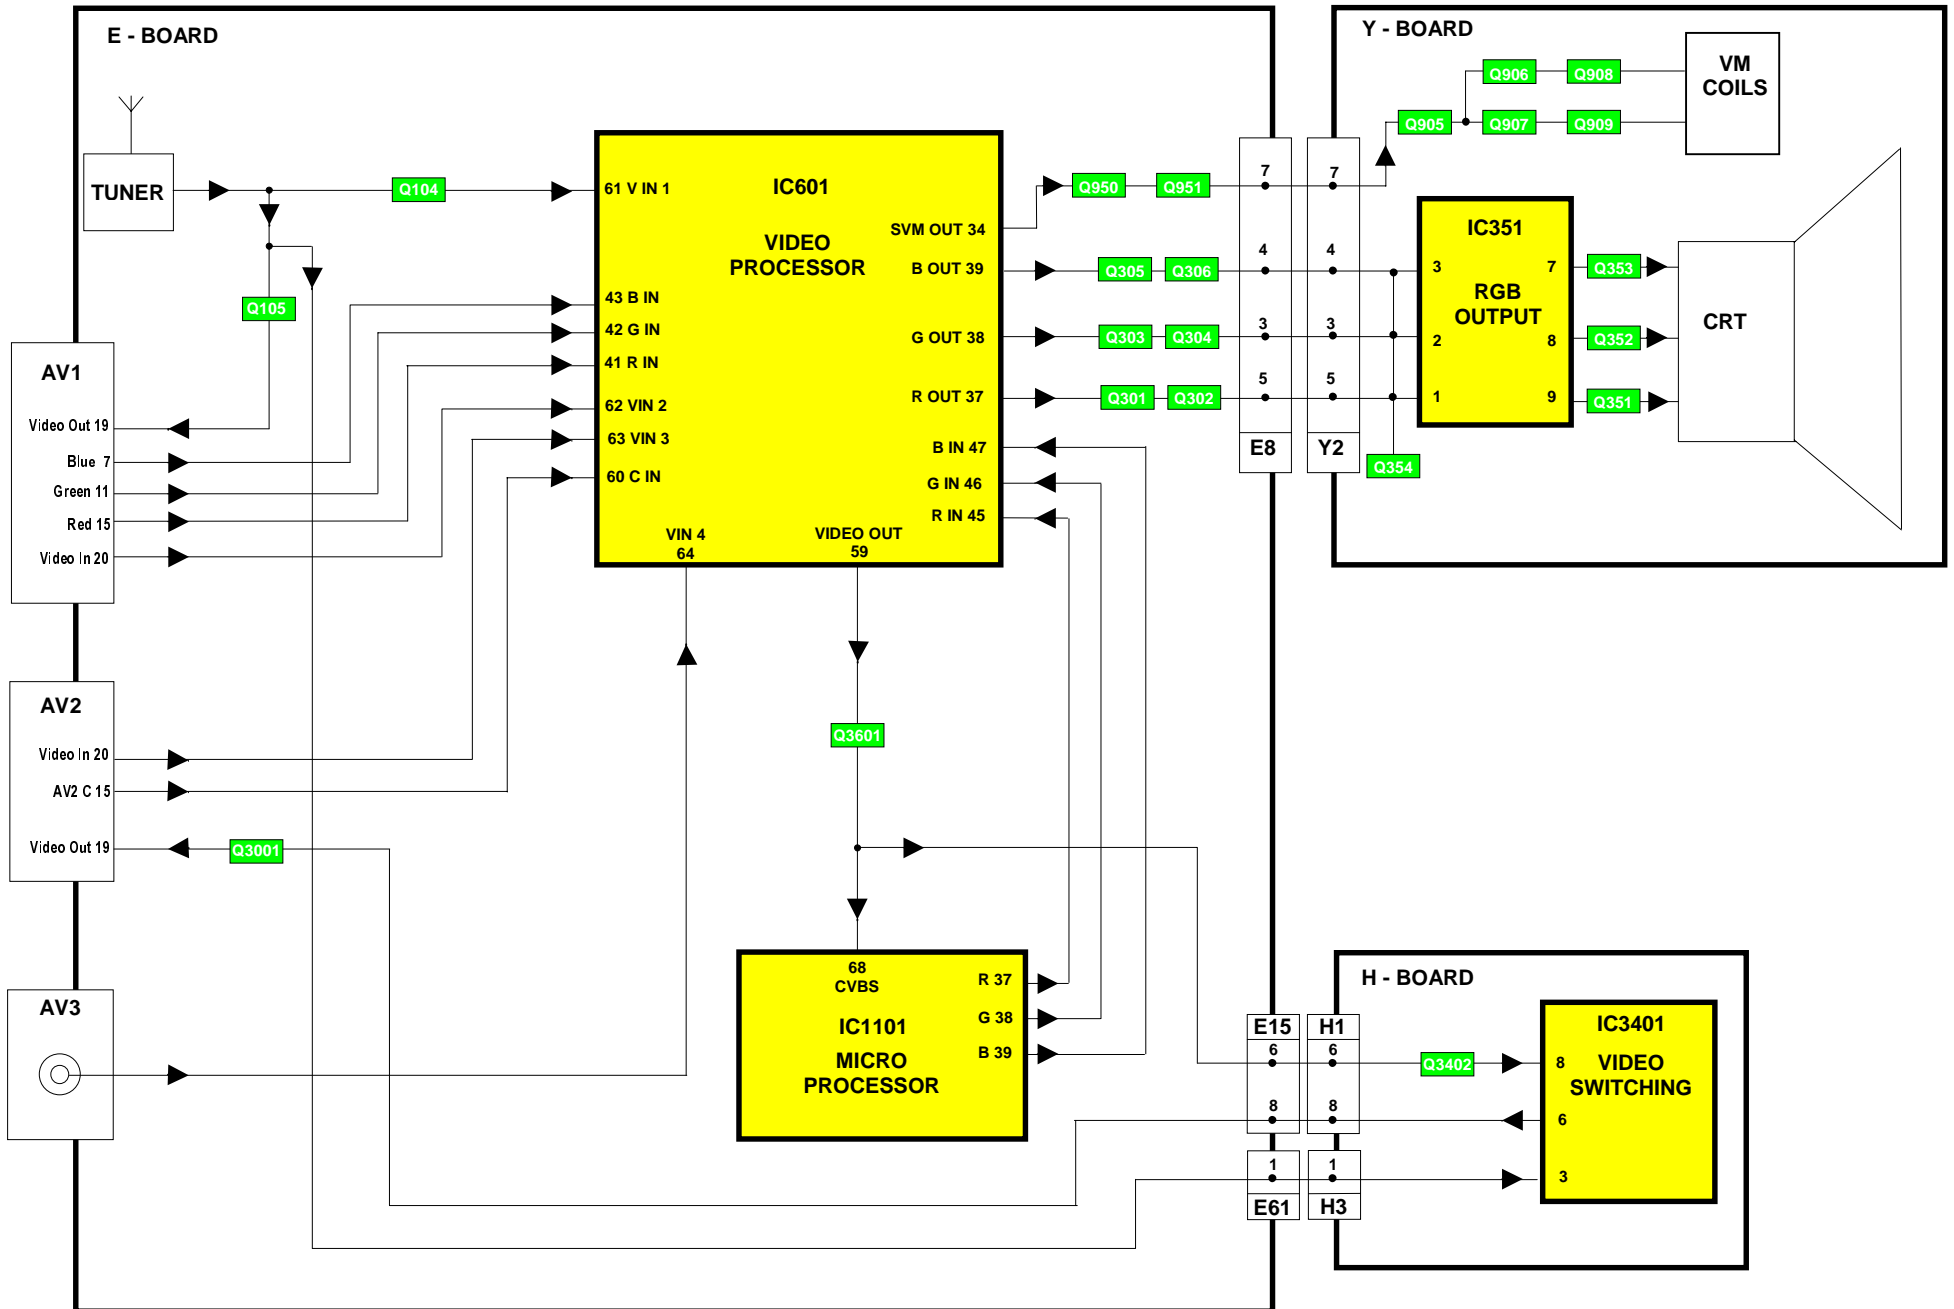 E - BOARD
TUNER
Q104
Q105
AV1
Video Out 19
Blue 7
Green 11
Red 15
Video In 20
AV2
Video In 20
AV2 C 15
Video Out 19
Q3001
AV3
61 V IN 1
43 B IN
42 G IN
41 R IN
62 VIN 2
63 VIN 3
60 C IN
IC601
VIDEO
PROCESSOR
SVM OUT 34
B OUT 39
G OUT 38
R OUT 37
B IN 47
G IN 46
R IN 45
VIN 4
64
VIDEO OUT
59
Q3601
68
CVBS
IC1101
MICRO
PROCESSOR
R 37
G 38
B 39
Q950
Q951
Q305
Q306
Q303
Q304
Q301
Q302
7
4
3
5
E8
7
4
3
5
Y2
Y - BOARD
Q905
Q906
Q908
Q907
Q909
VM
COILS
IC351
RGB
OUTPUT
3
2
1
7
8
9
Q353
Q352
Q351
Q354
CRT
E15
6
8
1
E61
H1
6
8
1
H3
H - BOARD
Q3402
IC3401
VIDEO
SWITCHING
8
6
3